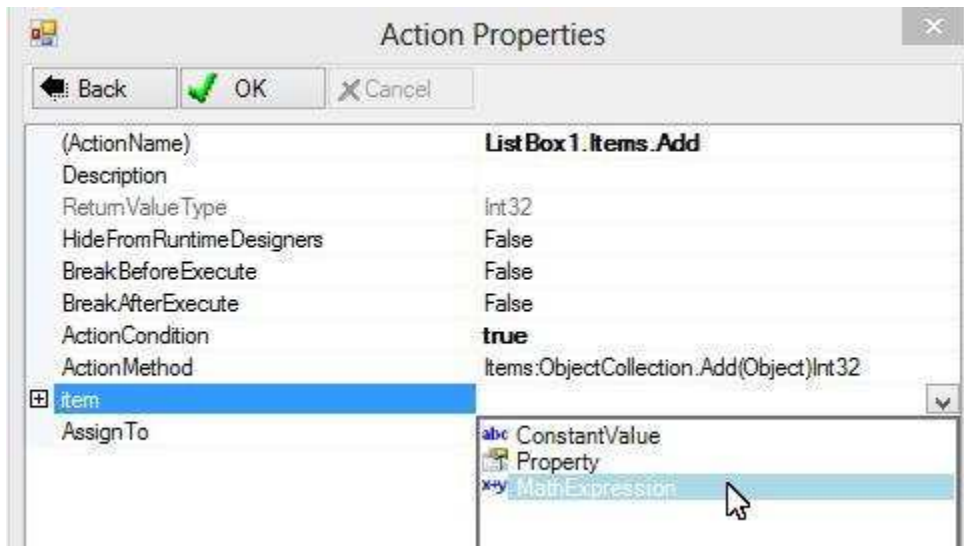 Action Properties
Back OK Cancel
(ActionName) ListBox1.Items.Add
Description
ReturnValueType Int32
HideFromRuntimeDesigners False
BreakBeforeExecute False
BreakAfterExecute False
ActionCondition true
ActionMethod Items:ObjectCollection.Add(Object)Int32
item
AssignTo
abc ConstantValue
Property
x+y MathExpression